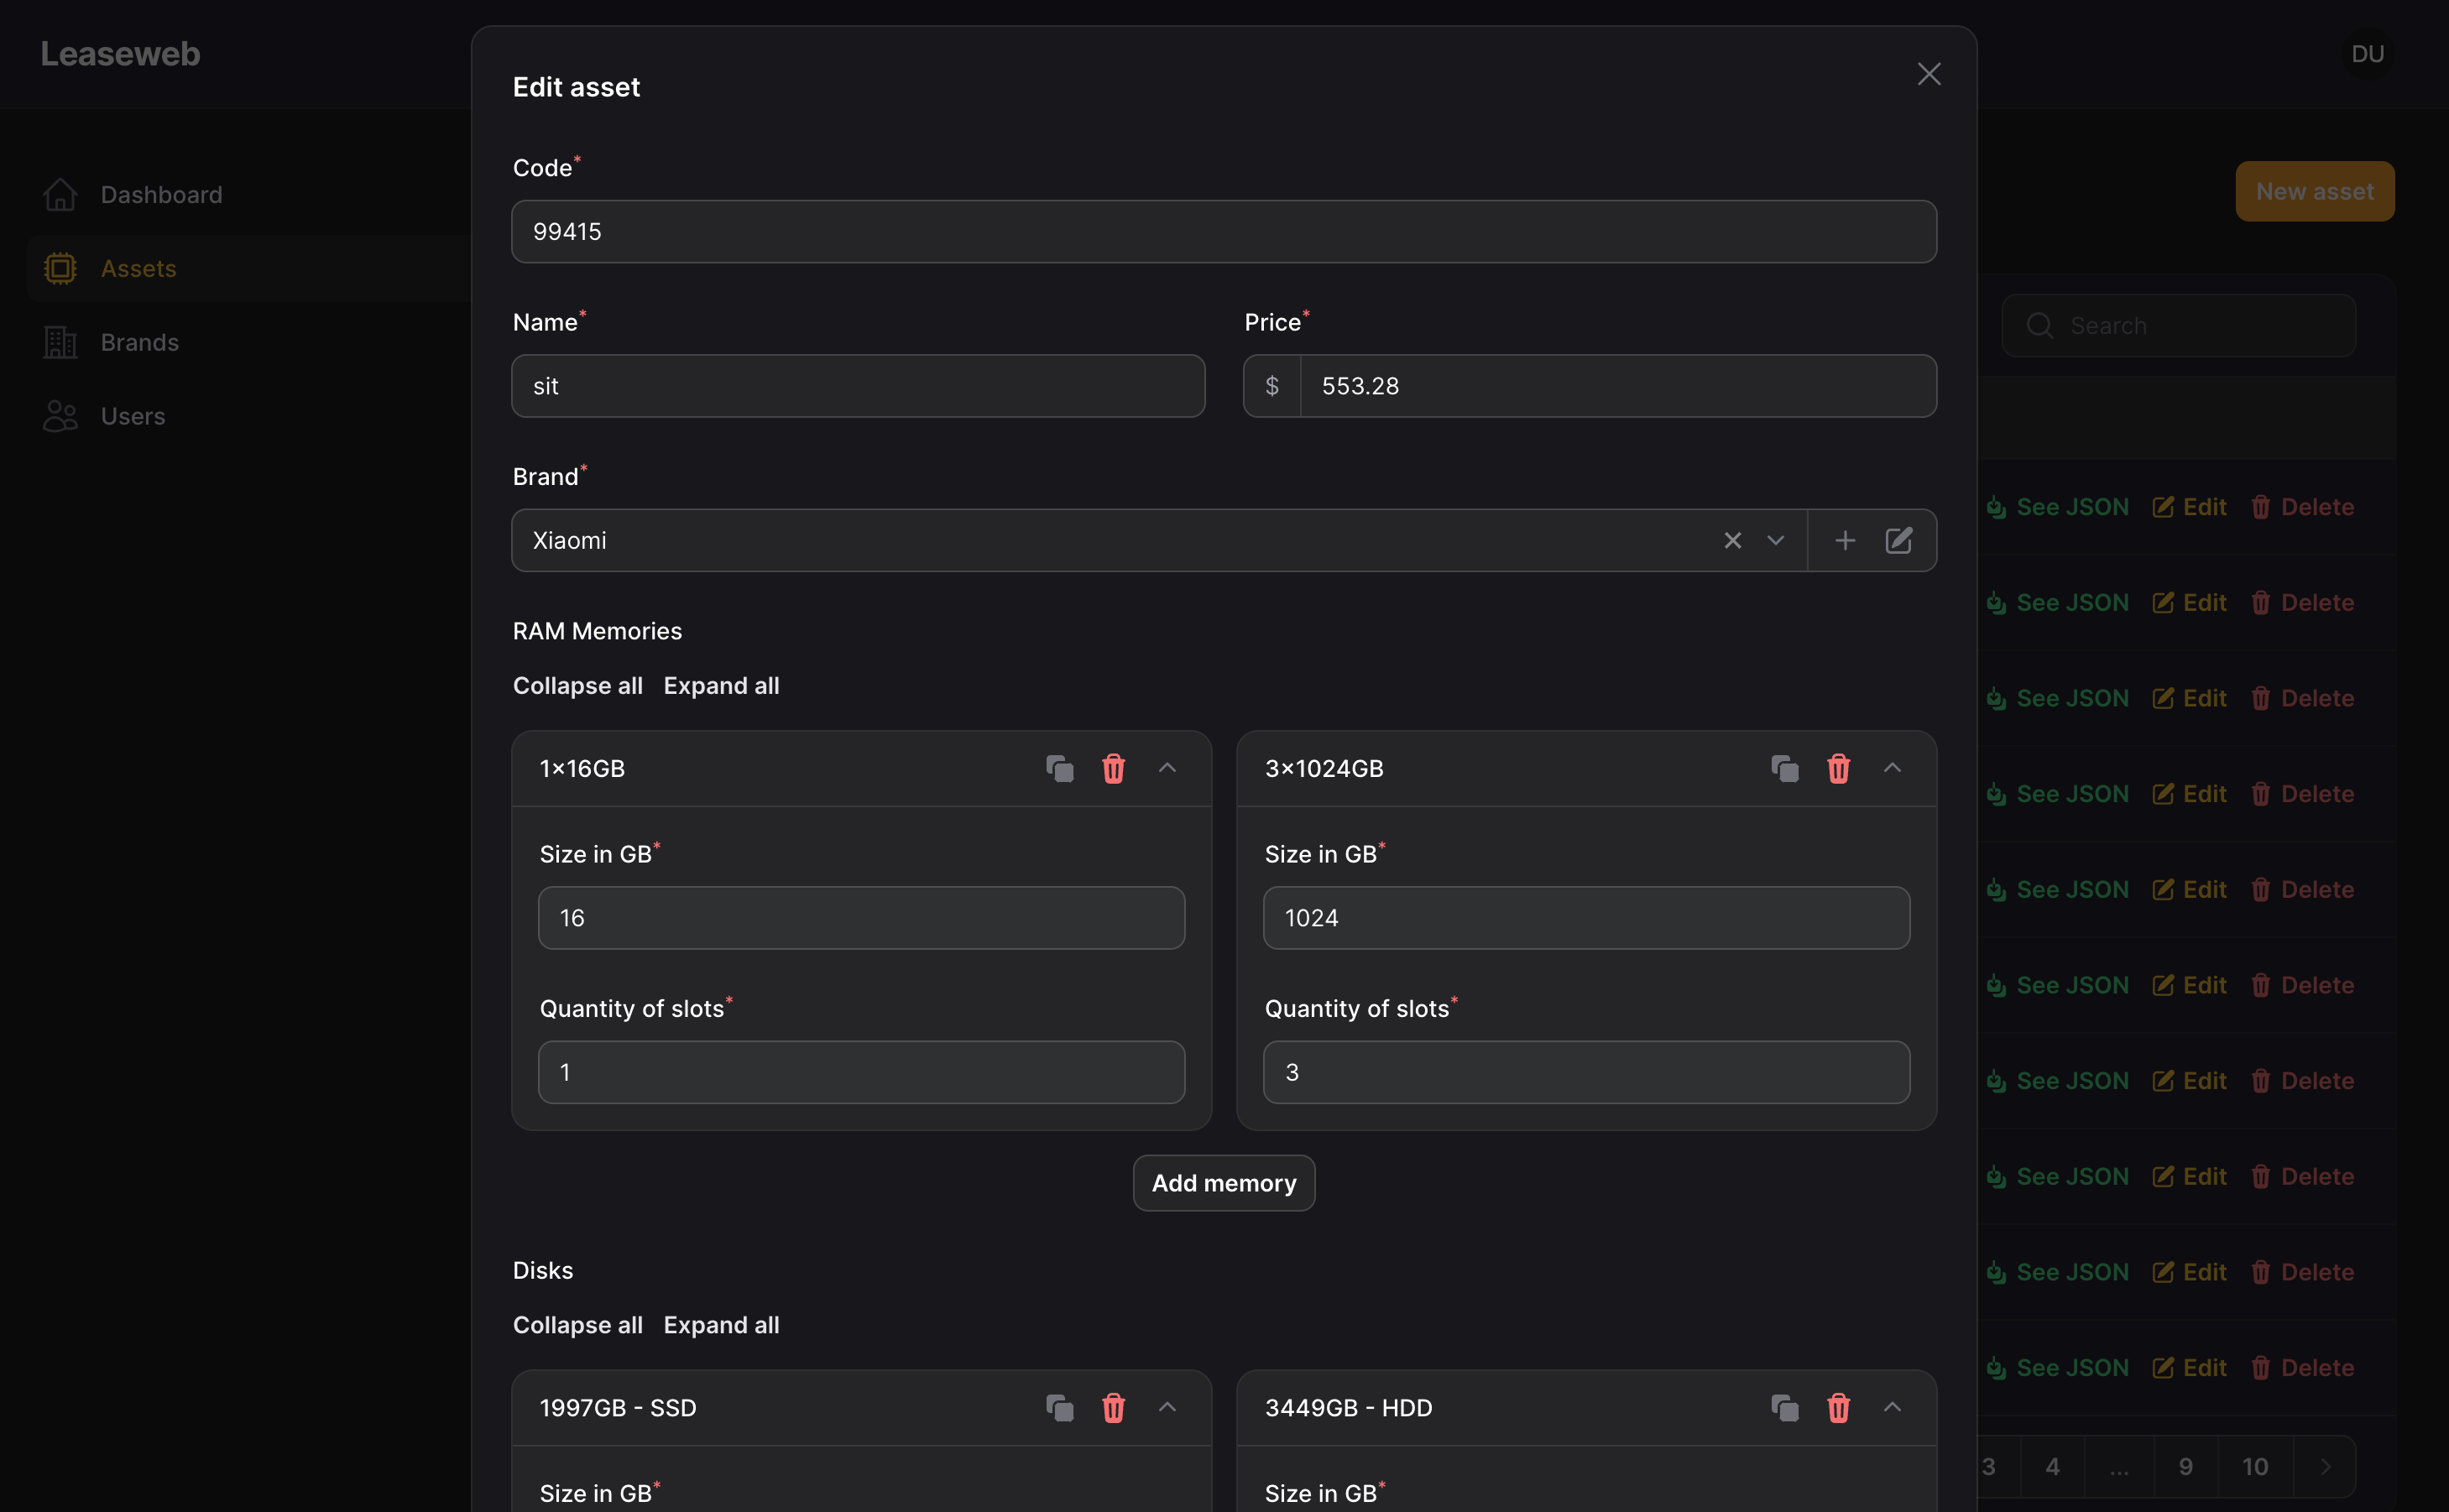 Leaseweb
DU
Dashboard
Assets
Brands
Users
New asset
Search
Edit asset
Code*
99415
Name*
Price*
sit
$ 553.28
Brand*
Xiaomi
RAM Memories
Collapse all Expand all
1×16GB
Size in GB*
16
Quantity of slots*
1
3×1024GB
Size in GB*
1024
Quantity of slots*
3
Add memory
Disks
Collapse all Expand all
1997GB - SSD
Size in GB*
3449GB - HDD
Size in GB*
See JSON Edit Delete
See JSON Edit Delete
See JSON Edit Delete
See JSON Edit Delete
See JSON Edit Delete
See JSON Edit Delete
See JSON Edit Delete
See JSON Edit Delete
See JSON Edit Delete
See JSON Edit Delete
3 4 ... 9 10